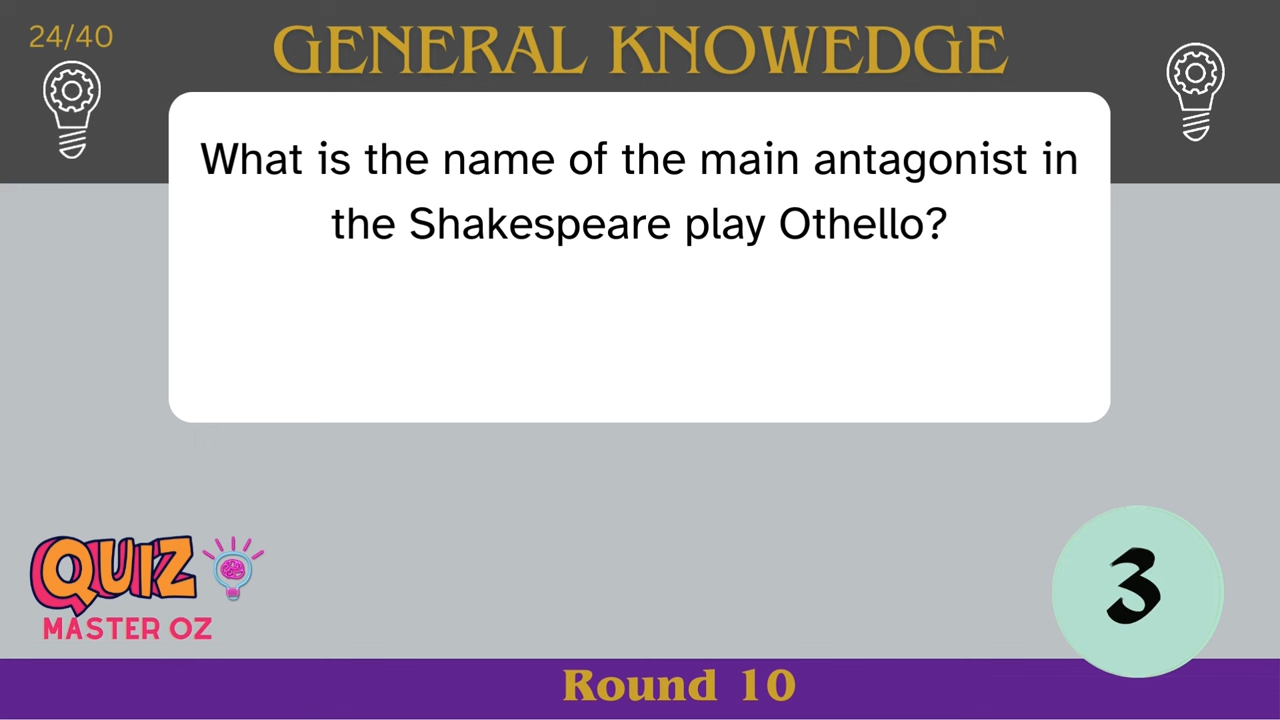 24/40
GENERAL KNOWEDGE
What is the name of the main antagonist in
the Shakespeare play Othello?
QUIZ
MASTER OZ
3
Round 10